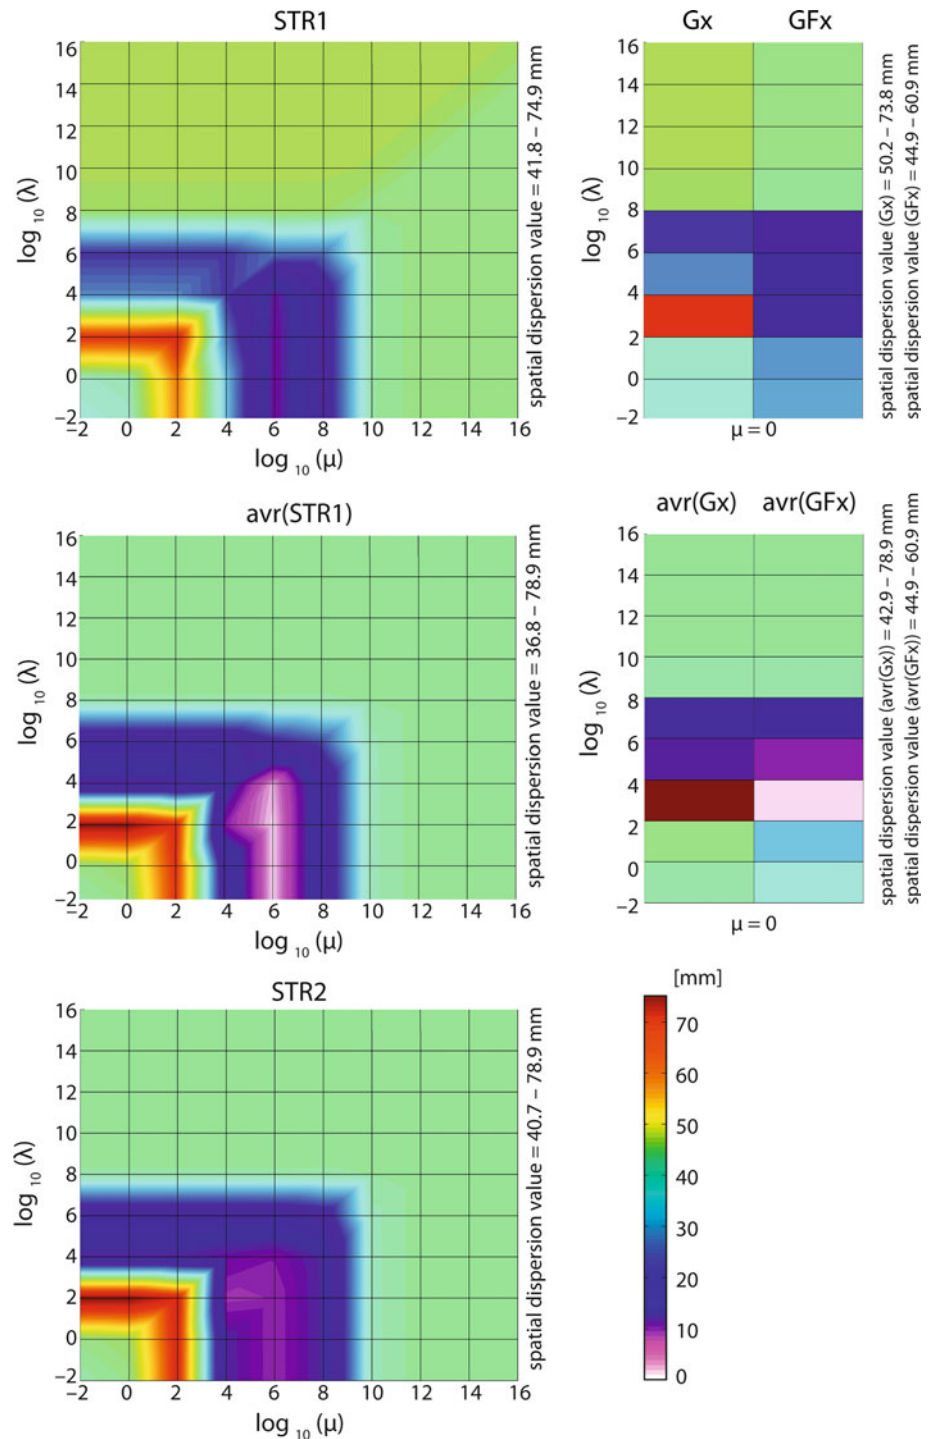 STR1
16
14
12
10
8
6
4
2
0
−2
log 10 (λ)
−2 0 2 4 6 8 10 12 14 16
log 10 (μ)
spatial dispersion value = 41.8 – 74.9 mm
Gx GFx
16
14
12
10
8
6
4
2
0
−2
log 10 (λ)
μ = 0
spatial dispersion value (Gx) = 50.2 – 73.8 mm
spatial dispersion value (GFx) = 44.9 – 60.9 mm
avr(STR1)
16
14
12
10
8
6
4
2
0
−2
log 10 (λ)
−2 0 2 4 6 8 10 12 14 16
log 10 (μ)
spatial dispersion value = 36.8 – 78.9 mm
avr(Gx) avr(GFx)
16
14
12
10
8
6
4
2
0
−2
log 10 (λ)
μ = 0
spatial dispersion value (avr(Gx)) = 42.9 – 78.9 mm
spatial dispersion value (avr(GFx)) = 44.9 – 60.9 mm
STR2
16
14
12
10
8
6
4
2
0
−2
log 10 (λ)
−2 0 2 4 6 8 10 12 14 16
log 10 (μ)
spatial dispersion value = 40.7 – 78.9 mm
[mm]
70
60
50
40
30
20
10
0